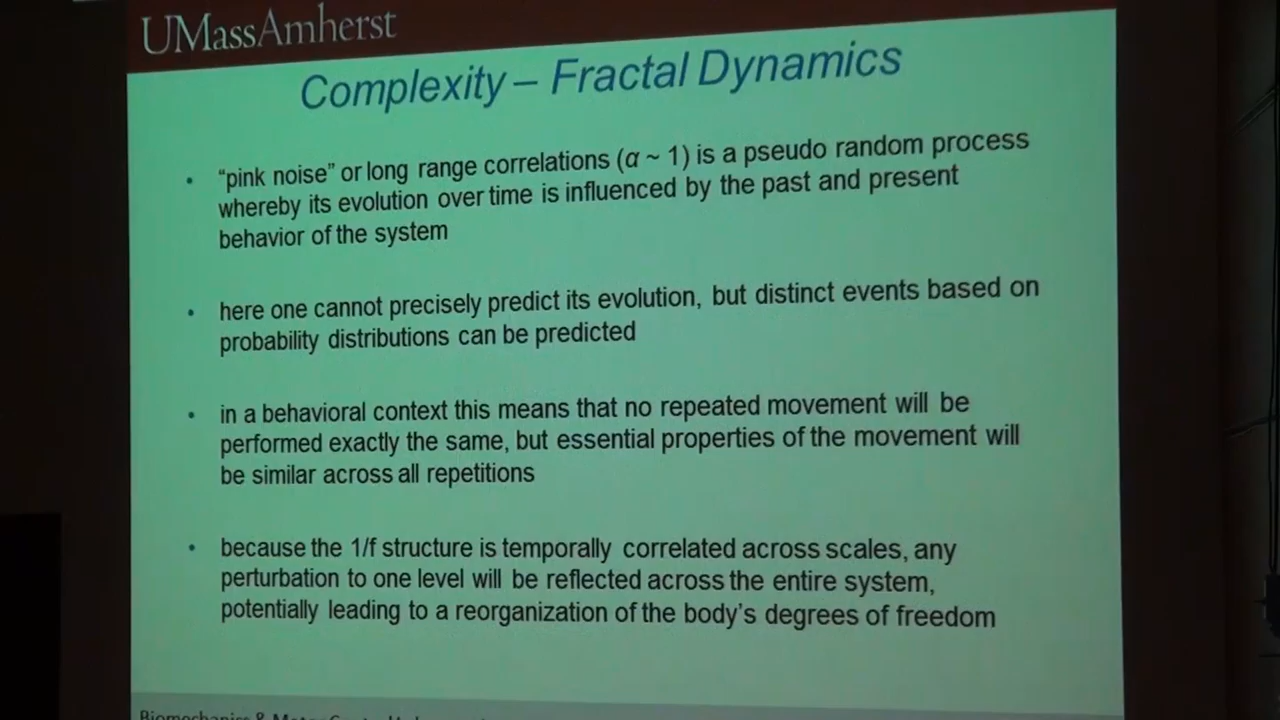 UMassAmherst
Complexity – Fractal Dynamics
• "pink noise" or long range correlations (α ~ 1) is a pseudo random process
whereby its evolution over time is influenced by the past and present
behavior of the system
• here one cannot precisely predict its evolution, but distinct events based on
probability distributions can be predicted
• in a behavioral context this means that no repeated movement will be
performed exactly the same, but essential properties of the movement will
be similar across all repetitions
• because the 1/f structure is temporally correlated across scales, any
perturbation to one level will be reflected across the entire system,
potentially leading to a reorganization of the body's degrees of freedom
Biomechanics &